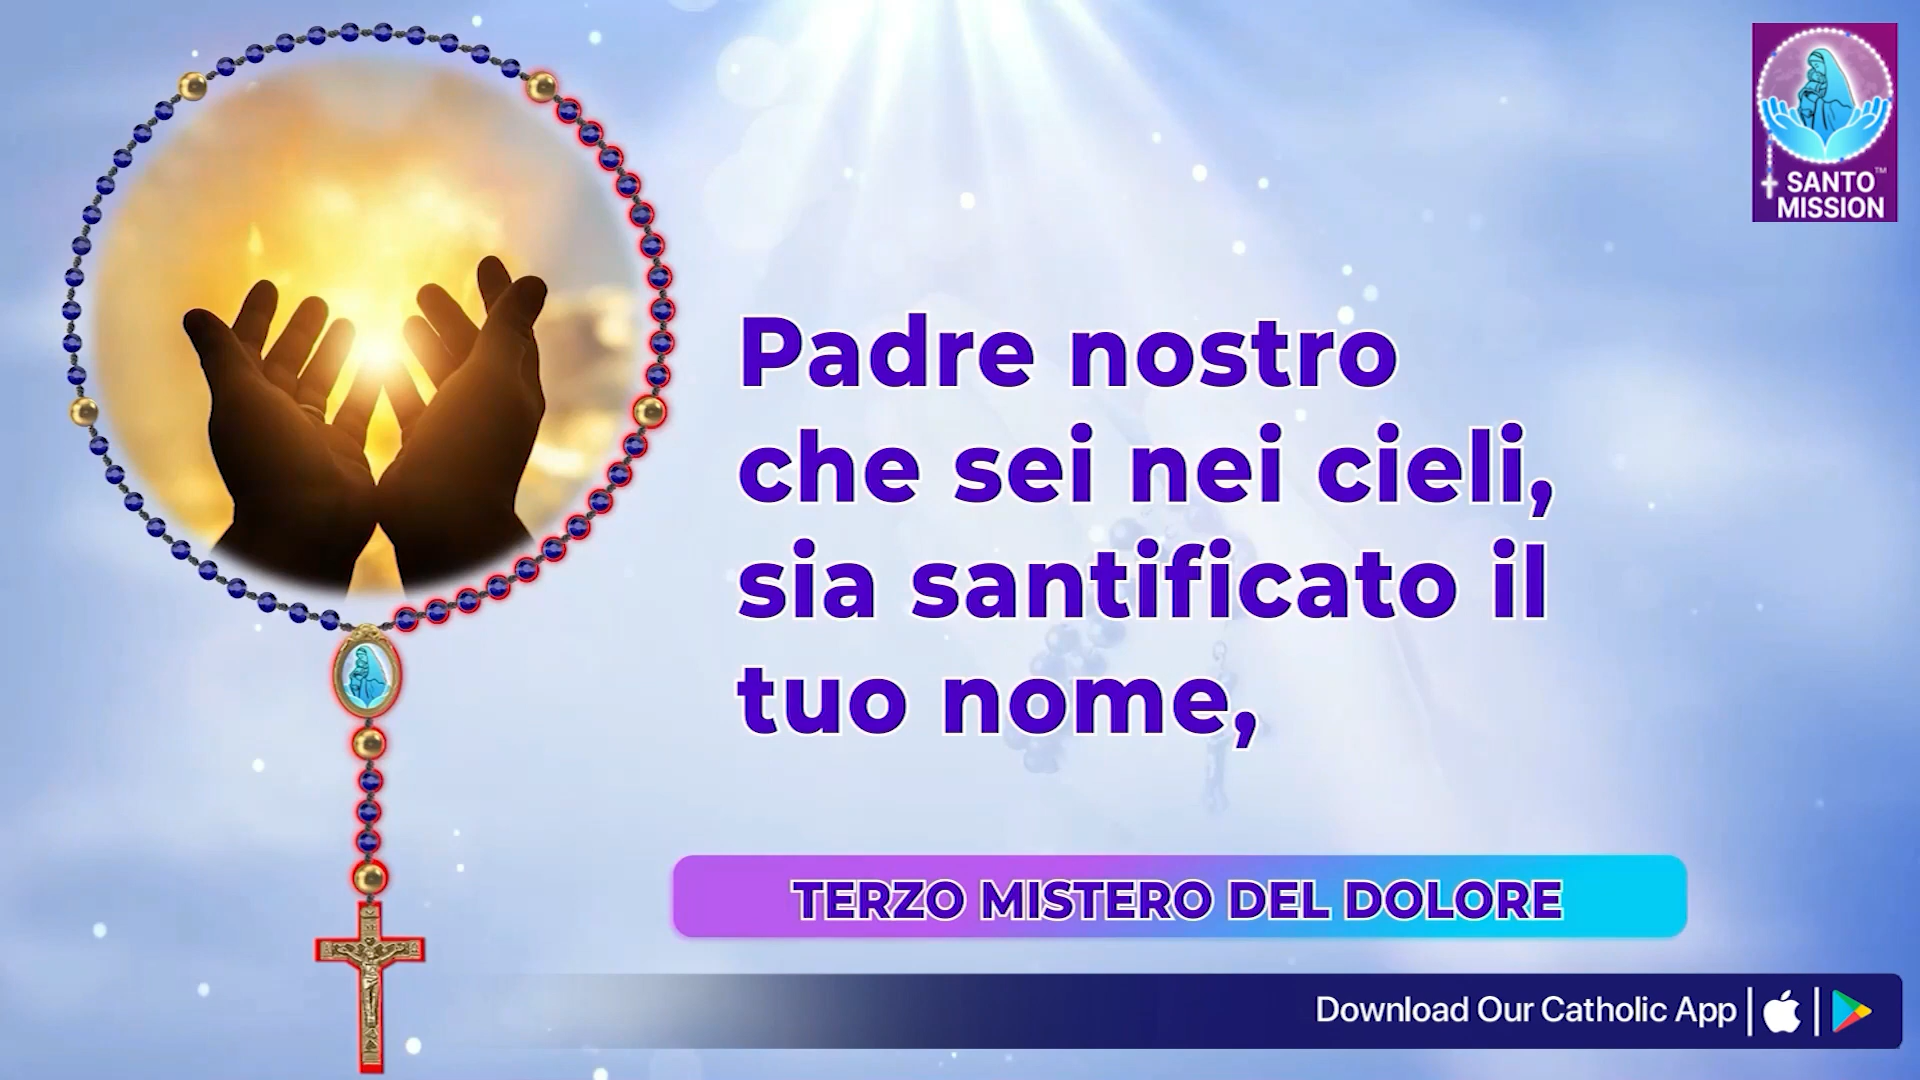 SANTO™
MISSION
Padre nostro
che sei nei cieli,
sia santificato il
tuo nome,
TERZO MISTERO DEL DOLORE
Download Our Catholic App